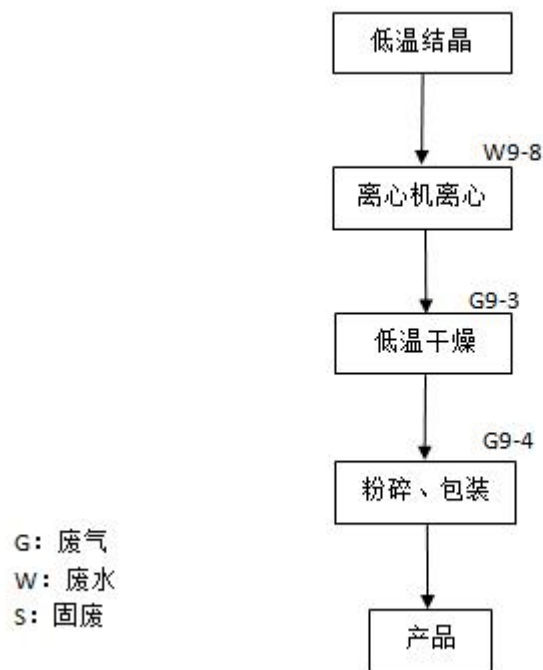 低温结晶
W9-8
离心机离心
G9-3
低温干燥
G9-4
粉碎、包装
G：废气
W：废水
S：固废
产品